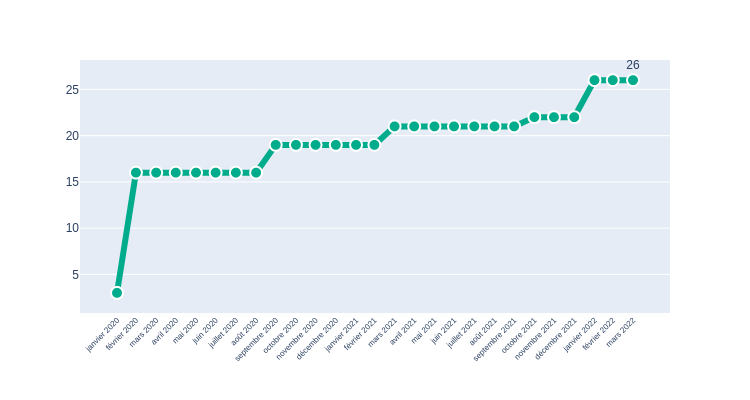 26
25
20
15
10
5
janvier 2020
février 2020
mars 2020
avril 2020
mai 2020
juin 2020
juillet 2020
août 2020
septembre 2020
octobre 2020
novembre 2020
décembre 2020
janvier 2021
février 2021
mars 2021
avril 2021
mai 2021
juin 2021
juillet 2021
août 2021
septembre 2021
octobre 2021
novembre 2021
décembre 2021
janvier 2022
février 2022
mars 2022